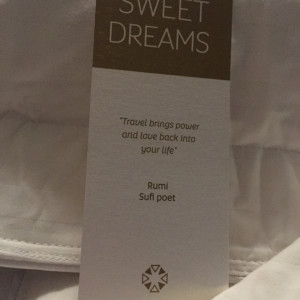 SWEET
DREAMS
"Travel brings power
and love back into
your life"
Rumi
Sufi poet